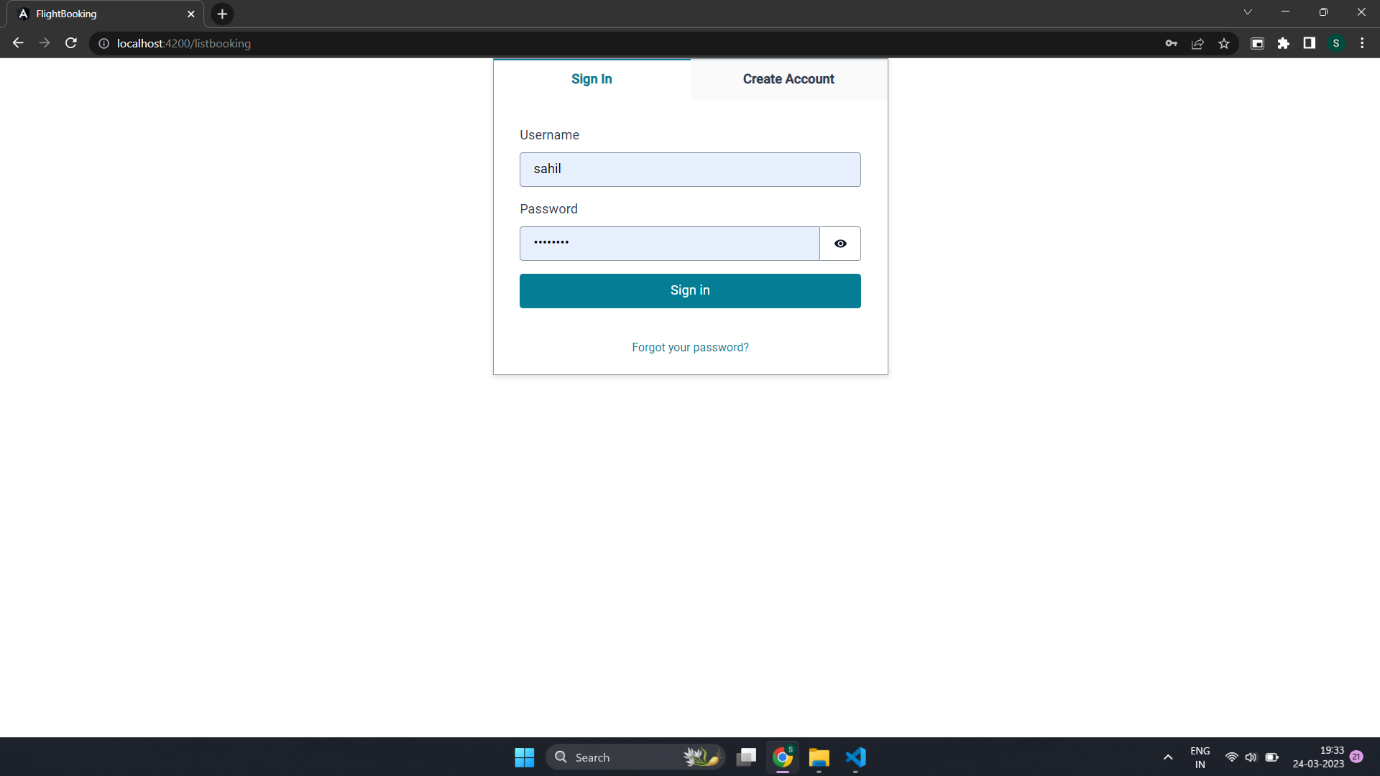 FlightBooking
localhost:4200/listbooking
S
Sign In
Create Account
Username
sahil
Password
••••••••
Sign in
Forgot your password?
Search
S
ENG
IN
19:33
24-03-2023
21